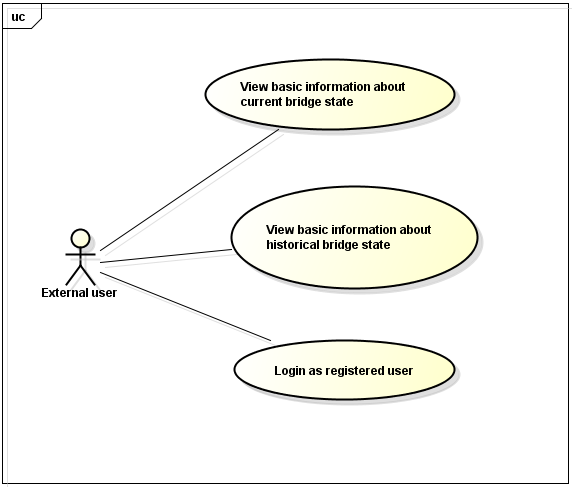 uc
View basic information about
current bridge state
View basic information about
historical bridge state
External user
Login as registered user